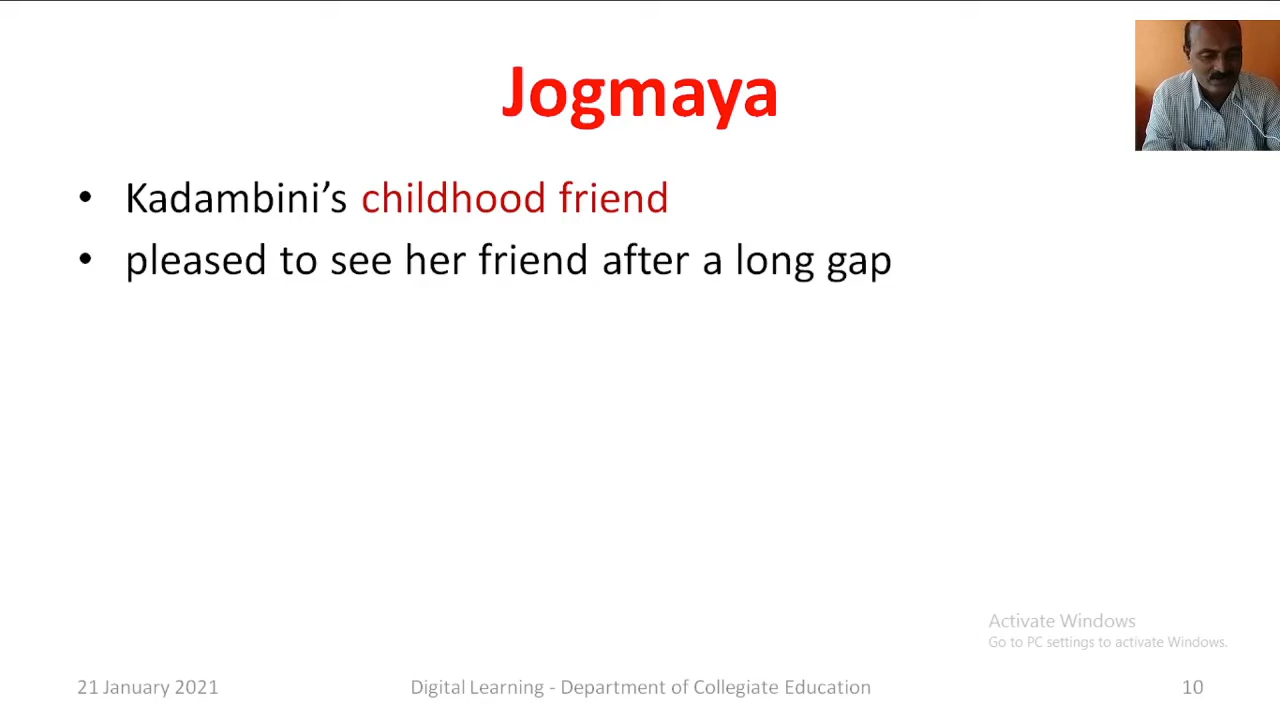 Jogmaya
• Kadambini’s childhood friend
• pleased to see her friend after a long gap
Activate Windows
Go to PC settings to activate Windows.
21 January 2021
Digital Learning - Department of Collegiate Education
10